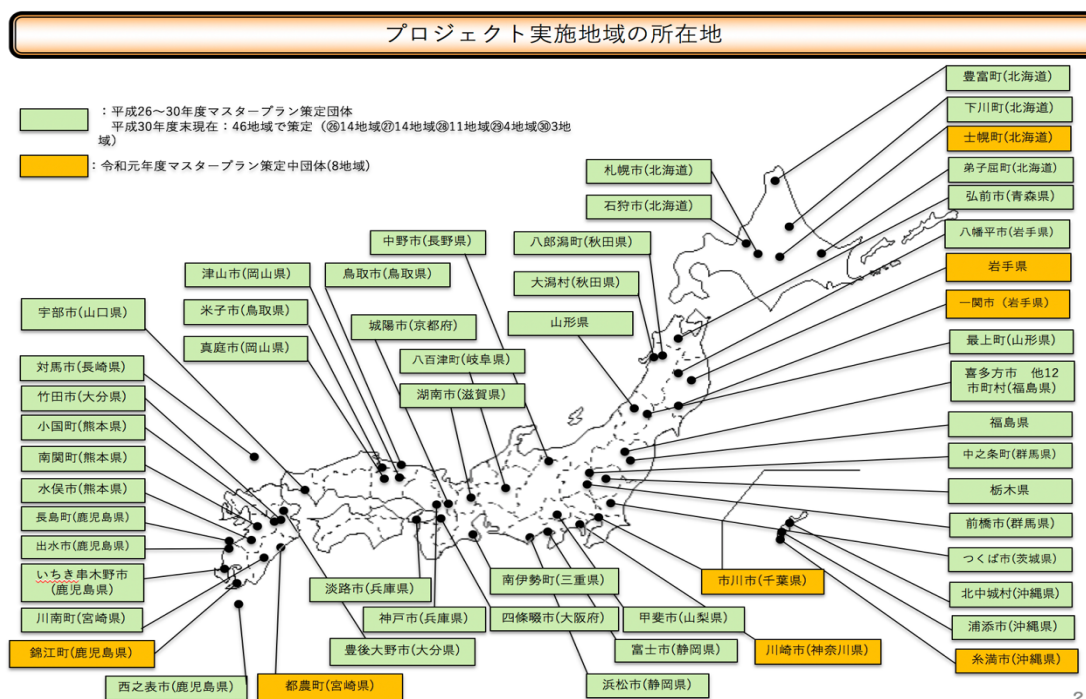 プロジェクト実施地域の所在地
：平成26～30年度マスタープラン策定団体
平成30年度末現在：46地域で策定（㉖14地域㉗14地域㉘11地域㉙4地域㉚3地
域）
：令和元年度マスタープラン策定中団体(8地域)
豊富町(北海道)
下川町(北海道)
士幌町(北海道)
弟子屈町(北海道)
弘前市(青森県)
八幡平市(岩手県)
岩手県
一関市（岩手県)
最上町(山形県)
喜多方市　他12
市町村(福島県)
福島県
中之条町(群馬県)
栃木県
前橋市(群馬県)
つくば市(茨城県)
北中城村(沖縄県)
浦添市(沖縄県)
糸満市(沖縄県)
札幌市(北海道)
石狩市(北海道)
八郎潟町(秋田県)
大潟村(秋田県)
山形県
中野市(長野県)
鳥取市(鳥取県)
津山市(岡山県)
米子市(鳥取県)
真庭市(岡山県)
城陽市(京都府)
八百津町(岐阜県)
湖南市(滋賀県)
宇部市(山口県)
対馬市(長崎県)
竹田市(大分県)
小国町(熊本県)
南関町(熊本県)
水俣市(熊本県)
長島町(鹿児島県)
出水市(鹿児島県)
いちき串木野市
(鹿児島県)
川南町(宮崎県)
錦江町(鹿児島県)
西之表市(鹿児島県)
都農町(宮崎県)
豊後大野市(大分県)
淡路市(兵庫県)
神戸市(兵庫県)
南伊勢町(三重県)
四條畷市(大阪府)
市川市(千葉県)
甲斐市(山梨県)
富士市(静岡県)
川崎市(神奈川県)
浜松市(静岡県)
2